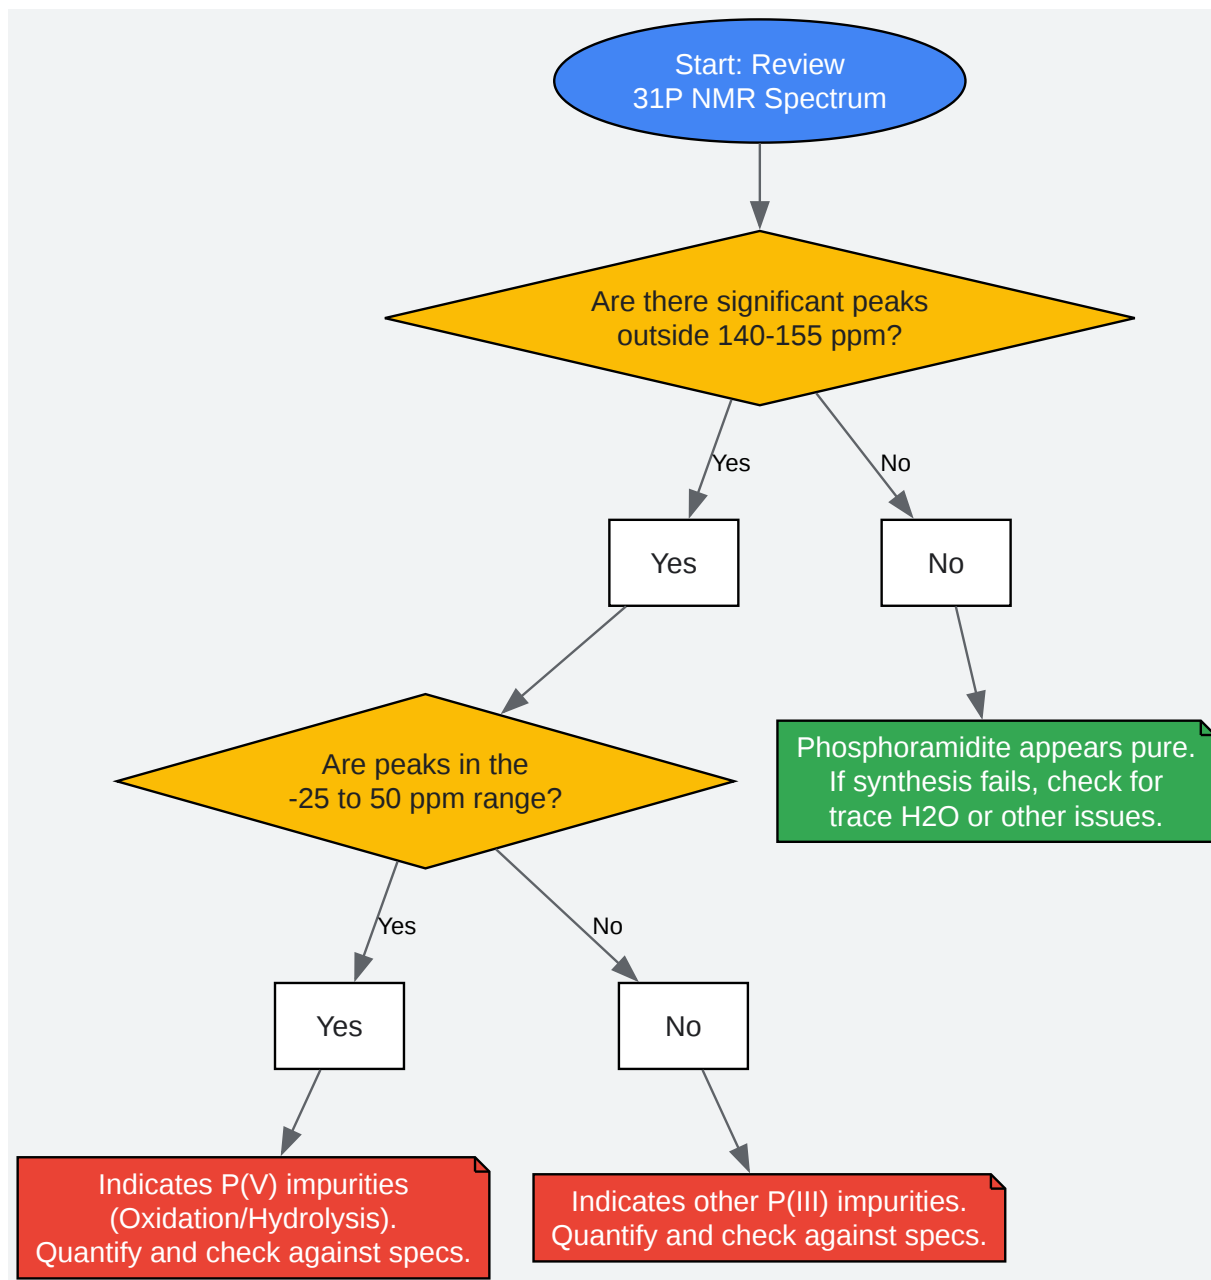 Start: Review
31P NMR Spectrum
Are there significant peaks
outside 140-155 ppm?
Yes
No
Yes
No
Are peaks in the
-25 to 50 ppm range?
Phosphoramidite appears pure.
If synthesis fails, check for
trace H2O or other issues.
Yes
No
Yes
No
Indicates P(V) impurities
(Oxidation/Hydrolysis).
Quantify and check against specs.
Indicates other P(III) impurities.
Quantify and check against specs.